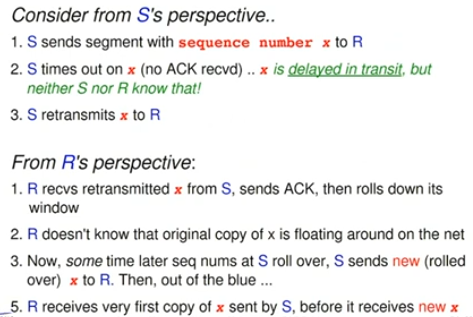 Consider from S's perspective..
1. S sends segment with sequence number x to R
2. S times out on x (no ACK recvd) .. x is delayed in transit, but
neither S nor R know that!
3. S retransmits x to R
From R's perspective:
1. R recvs retransmitted x from S, sends ACK, then rolls down its
window
2. R doesn't know that original copy of x is floating around on the net
3. Now, some time later seq nums at S roll over, S sends new (rolled
over) x to R. Then, out of the blue ...
5. R receives very first copy of x sent by S, before it receives new x